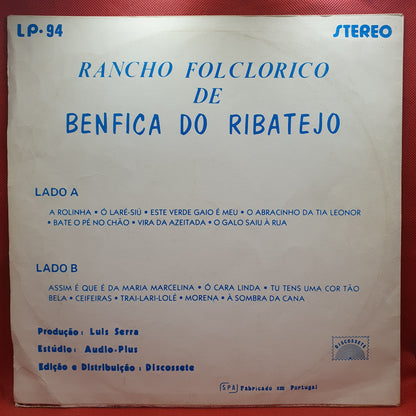 LP-94 STEREO
RANCHO FOLCLORICO
DE
BENFICA DO RIBATEJO
LADO A
A ROLINHA • Ó LARÉ-SIÚ • ESTE VERDE GAIO É MEU • O ABRACINHO DA TIA LEONOR
• BATE O PÉ NO CHÃO • VIRA DA AZEITADA • O GALO SAIU À RUA
LADO B
ASSIM É QUE É DA MARIA MARCELINA • Ó CARA LINDA • TU TENS UMA COR TÃO
BELA • CEIFEIRAS • TRAI-LARI-LOLÉ • MORENA • À SOMBRA DA CANA
Produção : Luis Serra
Estúdio : Audio-Plus
Edição e Distribuição : Discossete
DISCOSSETE
SPA Fabricado em Portugal